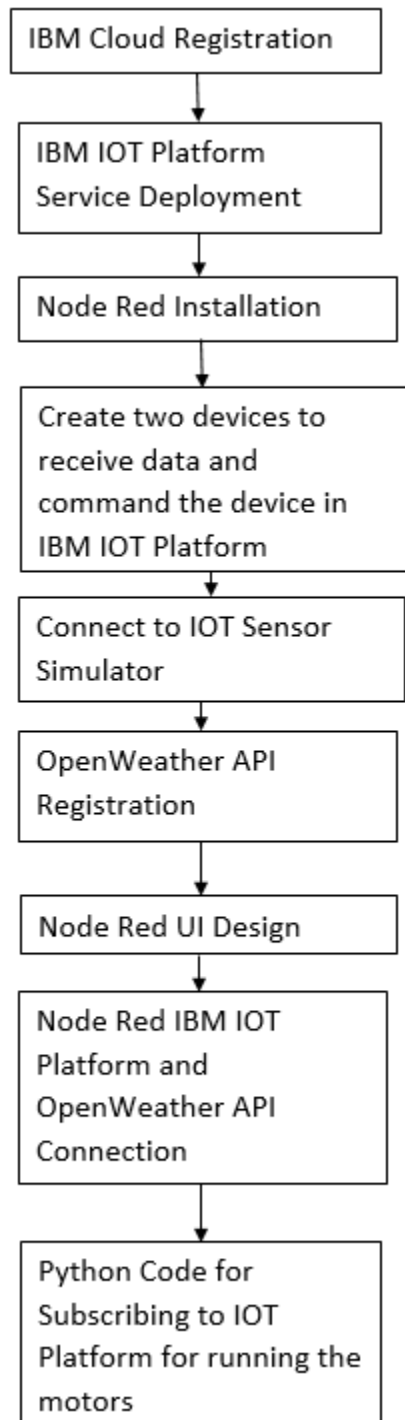 IBM Cloud Registration
IBM IOT Platform
Service Deployment
Node Red Installation
Create two devices to
receive data and
command the device in
IBM IOT Platform
Connect to IOT Sensor
Simulator
OpenWeather API
Registration
Node Red UI Design
Node Red IBM IOT
Platform and
OpenWeather API
Connection
Python Code for
Subscribing to IOT
Platform for running the
motors